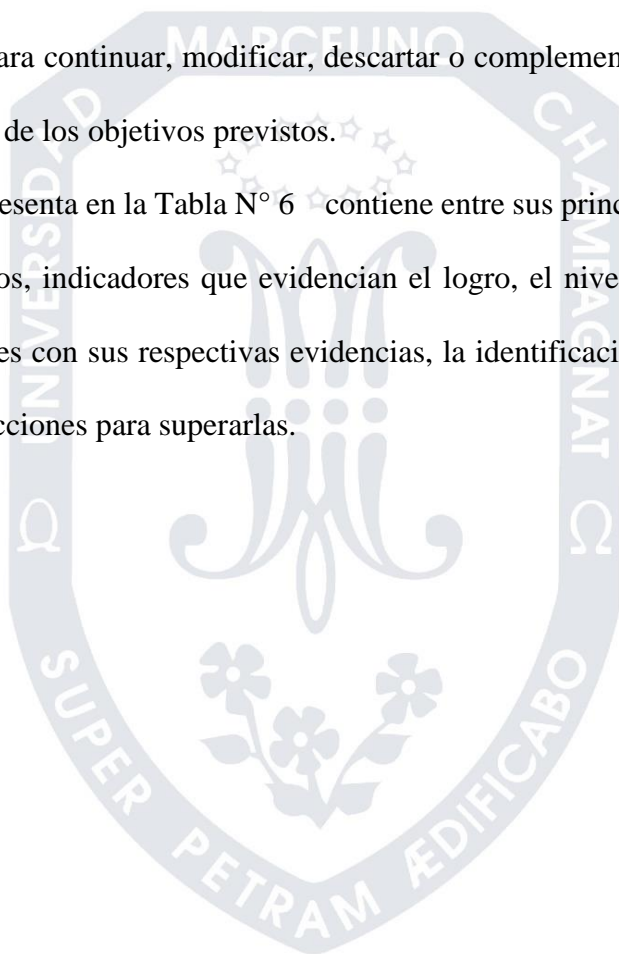 ara continuar, modificar, descartar o complemen
de los objetivos previstos.
esenta en la Tabla N° 6 contiene entre sus princ
os, indicadores que evidencian el logro, el nive
es con sus respectivas evidencias, la identificaci
cciones para superarlas.
UNIVERSIDAD MARCELINO CHAMPAGNAT
SUPER PETRAM ÆDIFICABO